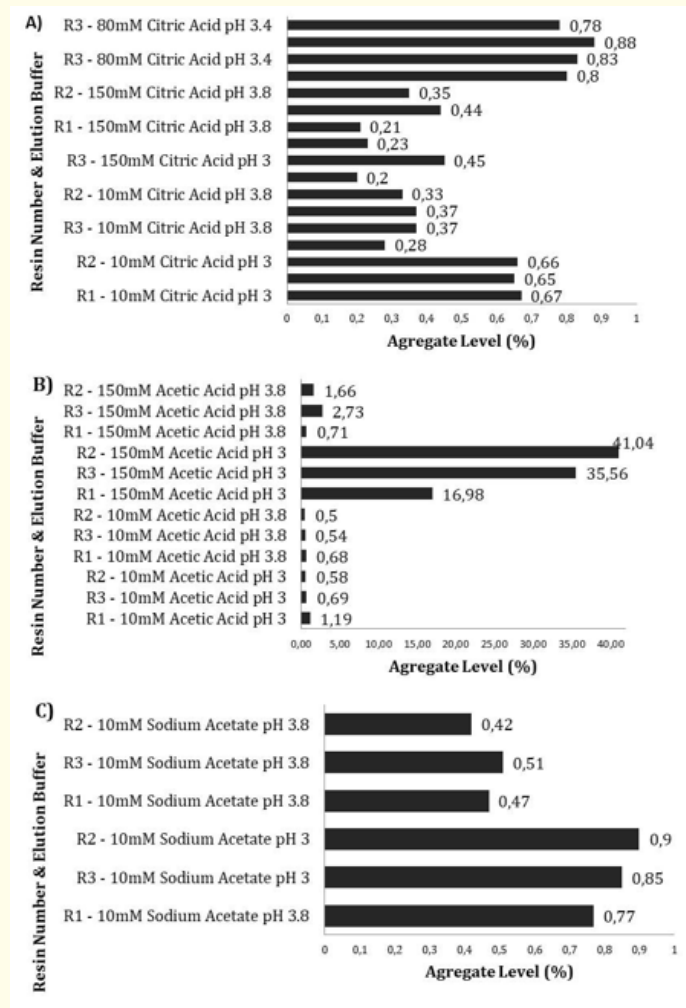 A)
Resin Number & Elution Buffer
R3 - 80mM Citric Acid pH 3.4 0,78
0,88
R3 - 80mM Citric Acid pH 3.4 0,83
0,8
R2 - 150mM Citric Acid pH 3.8 0,35
0,44
R1 - 150mM Citric Acid pH 3.8 0,21
0,23
R3 - 150mM Citric Acid pH 3 0,45
0,2
R2 - 10mM Citric Acid pH 3.8 0,33
0,37
R3 - 10mM Citric Acid pH 3.8 0,37
0,28
R2 - 10mM Citric Acid pH 3 0,66
0,65
R1 - 10mM Citric Acid pH 3 0,67
0 0,1 0,2 0,3 0,4 0,5 0,6 0,7 0,8 0,9 1
Agregate Level (%)
B)
Resin Number & Elution Buffer
R2 - 150mM Acetic Acid pH 3.8 1,66
R3 - 150mM Acetic Acid pH 3.8 2,73
R1 - 150mM Acetic Acid pH 3.8 0,71
R2 - 150mM Acetic Acid pH 3 41,04
R3 - 150mM Acetic Acid pH 3 35,56
R1 - 150mM Acetic Acid pH 3 16,98
R2 - 10mM Acetic Acid pH 3.8 0,5
R3 - 10mM Acetic Acid pH 3.8 0,54
R1 - 10mM Acetic Acid pH 3.8 0,68
R2 - 10mM Acetic Acid pH 3 0,58
R3 - 10mM Acetic Acid pH 3 0,69
R1 - 10mM Acetic Acid pH 3 1,19
0,00 5,00 10,00 15,00 20,00 25,00 30,00 35,00 40,00
Agregate Level (%)
C)
Resin Number & Elution Buffer
R2 - 10mM Sodium Acetate pH 3.8 0,42
R3 - 10mM Sodium Acetate pH 3.8 0,51
R1 - 10mM Sodium Acetate pH 3.8 0,47
R2 - 10mM Sodium Acetate pH 3 0,9
R3 - 10mM Sodium Acetate pH 3 0,85
R1 - 10mM Sodium Acetate pH 3.8 0,77
0 0,1 0,2 0,3 0,4 0,5 0,6 0,7 0,8 0,9 1
Agregate Level (%)